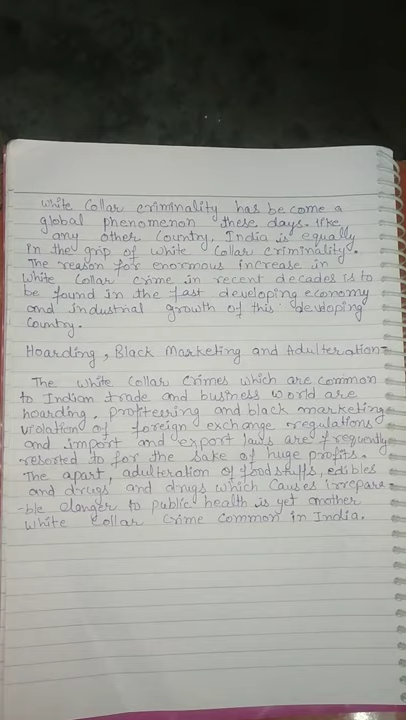 White Collar criminality has become a
global phenomenon these days. like
any other Country, India is equally
in the grip of White Collar criminality.
The reason for enormous increase in
White Collar crime in recent decades is to
be found in the fast developing economy
and industrial growth of this developing
Country.
Hoarding, Black Marketing and Adulteration-
The White Collar Crimes which are common
to Indian trade and business world are
hoarding, profiteering and black marketing
violation of foreign exchange regulations
and import and export laws are frequently
resorted to for the sake of huge profits.
The apart, adulteration of foodstuffs, edibles
and drugs and drugs which causes irrepara-
-ble danger to public health is yet another
White Collar Crime common in India.